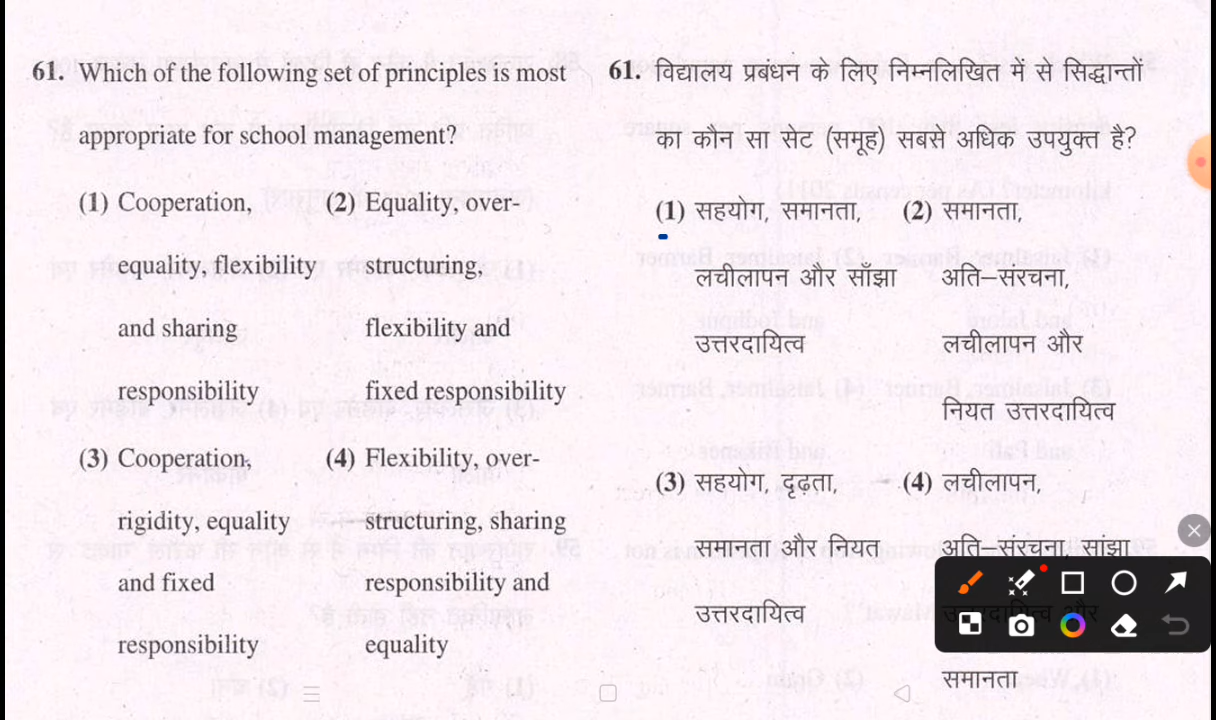 61. Which of the following set of principles is most
appropriate for school management?
(1) Cooperation,
equality, flexibility
and sharing
responsibility
(2) Equality, over-
structuring,
flexibility and
fixed responsibility
(3) Cooperation,
rigidity, equality
and fixed
responsibility
(4) Flexibility, over-
structuring, sharing
responsibility and
equality
61. विद्यालय प्रबंधन के लिए निम्नलिखित में से सिद्धान्तों
का कौन सा सेट (समूह) सबसे अधिक उपयुक्त है?
(1) सहयोग, समानता,
लचीलापन और साँझा
उत्तरदायित्व
(2) समानता,
अति–संरचना,
लचीलापन और
नियत उत्तरदायित्व
(3) सहयोग, दृढ़ता,
समानता और नियत
उत्तरदायित्व
(4) लचीलापन,
अति–संरचना, सांझा
उत्तरदायित्व और
समानता